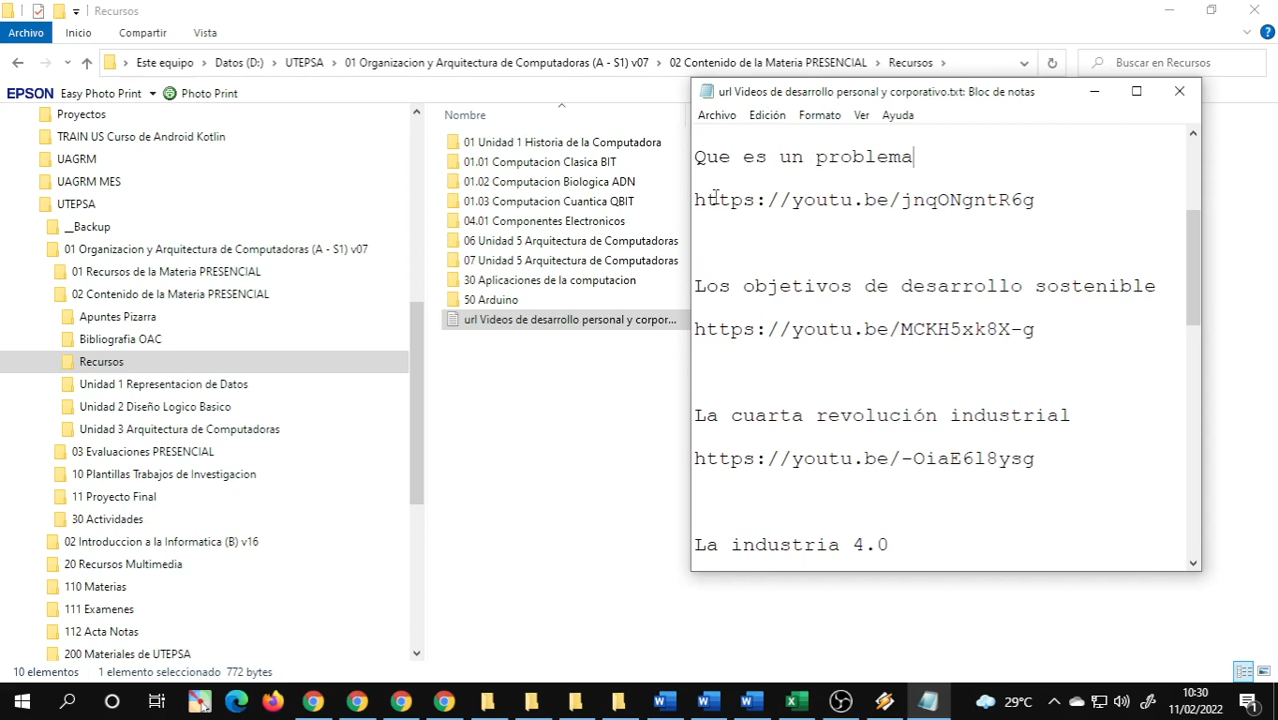 Recursos
Archivo
Inicio
Compartir
Vista
Este equipo
Datos (D:)
UTEPSA
01 Organizacion y Arquitectura de Computadoras (A - S1) v07
02 Contenido de la Materia PRESENCIAL
Recursos
Buscar en Recursos
EPSON
Easy Photo Print
Photo Print
Proyectos
TRAIN US Curso de Android Kotlin
UAGRM
UAGRM MES
UTEPSA
__Backup
01 Organizacion y Arquitectura de Computadoras (A - S1) v07
01 Recursos de la Materia PRESENCIAL
02 Contenido de la Materia PRESENCIAL
Apuntes Pizarra
Bibliografia OAC
Recursos
Unidad 1 Representacion de Datos
Unidad 2 Diseño Logico Basico
Unidad 3 Arquitectura de Computadoras
03 Evaluaciones PRESENCIAL
10 Plantillas Trabajos de Investigacion
11 Proyecto Final
30 Actividades
02 Introduccion a la Informatica (B) v16
20 Recursos Multimedia
110 Materias
111 Examenes
112 Acta Notas
200 Materiales de UTEPSA
Nombre
01 Unidad 1 Historia de la Computadora
01.01 Computacion Clasica BIT
01.02 Computacion Biologica ADN
01.03 Computacion Cuantica QBIT
04.01 Componentes Electronicos
06 Unidad 5 Arquitectura de Computadoras
07 Unidad 5 Arquitectura de Computadoras
30 Aplicaciones de la computacion
50 Arduino
url Videos de desarrollo personal y corpor...
url Videos de desarrollo personal y corporativo.txt: Bloc de notas
Archivo
Edición
Formato
Ver
Ayuda
Que es un problema
https://youtu.be/jnqONgntR6g
Los objetivos de desarrollo sostenible
https://youtu.be/MCKH5xk8X-g
La cuarta revolución industrial
https://youtu.be/-OiaE6l8ysg
La industria 4.0
10 elementos
1 elemento seleccionado 772 bytes
29°C
10:30
11/02/2022
1